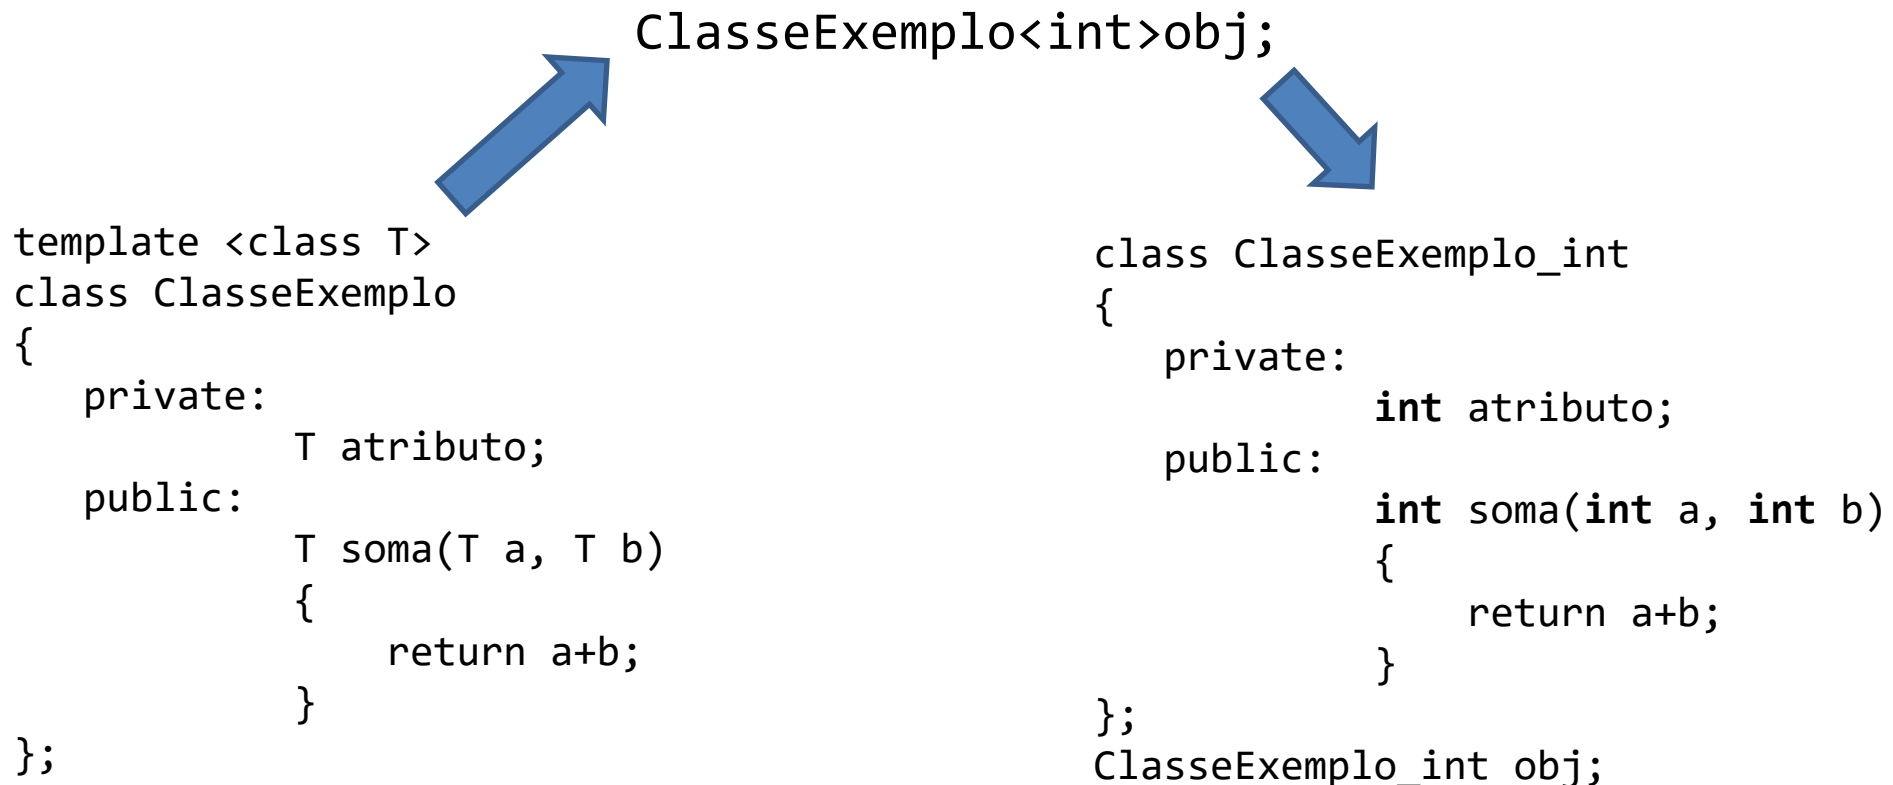 ClasseExemplo<int>obj;
template <class T>
class ClasseExemplo
{
private:
T atributo;
public:
T soma(T a, T b)
{
return a+b;
}
};
class ClasseExemplo_int
{
private:
int atributo;
public:
int soma(int a, int b)
{
return a+b;
}
};
ClasseExemplo_int obj;